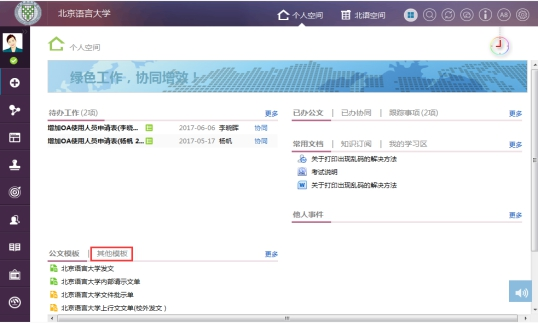 北京语言大学
个人空间
北语空间
A8
个人空间
绿色工作，协同增效！
待办工作(2项)
更多
增加OA使用人员申请表(李晓...
2017-06-06 李晓晖
协同
增加OA使用人员申请表(杨帆 2...
2017-05-17 杨帆
协同
已办公文 | 已办协同 | 跟踪事项(2项)
更多
常用文档 | 知识订阅 | 我的学习区
更多
关于打印出现乱码的解决方法
考试说明
关于打印出现乱码的解决方法
他人事件
更多
公文模板 | 其他模板
更多
北京语言大学发文
北京语言大学内部请示文单
北京语言大学文件批示单
北京语言大学上行文文单(校外发文)